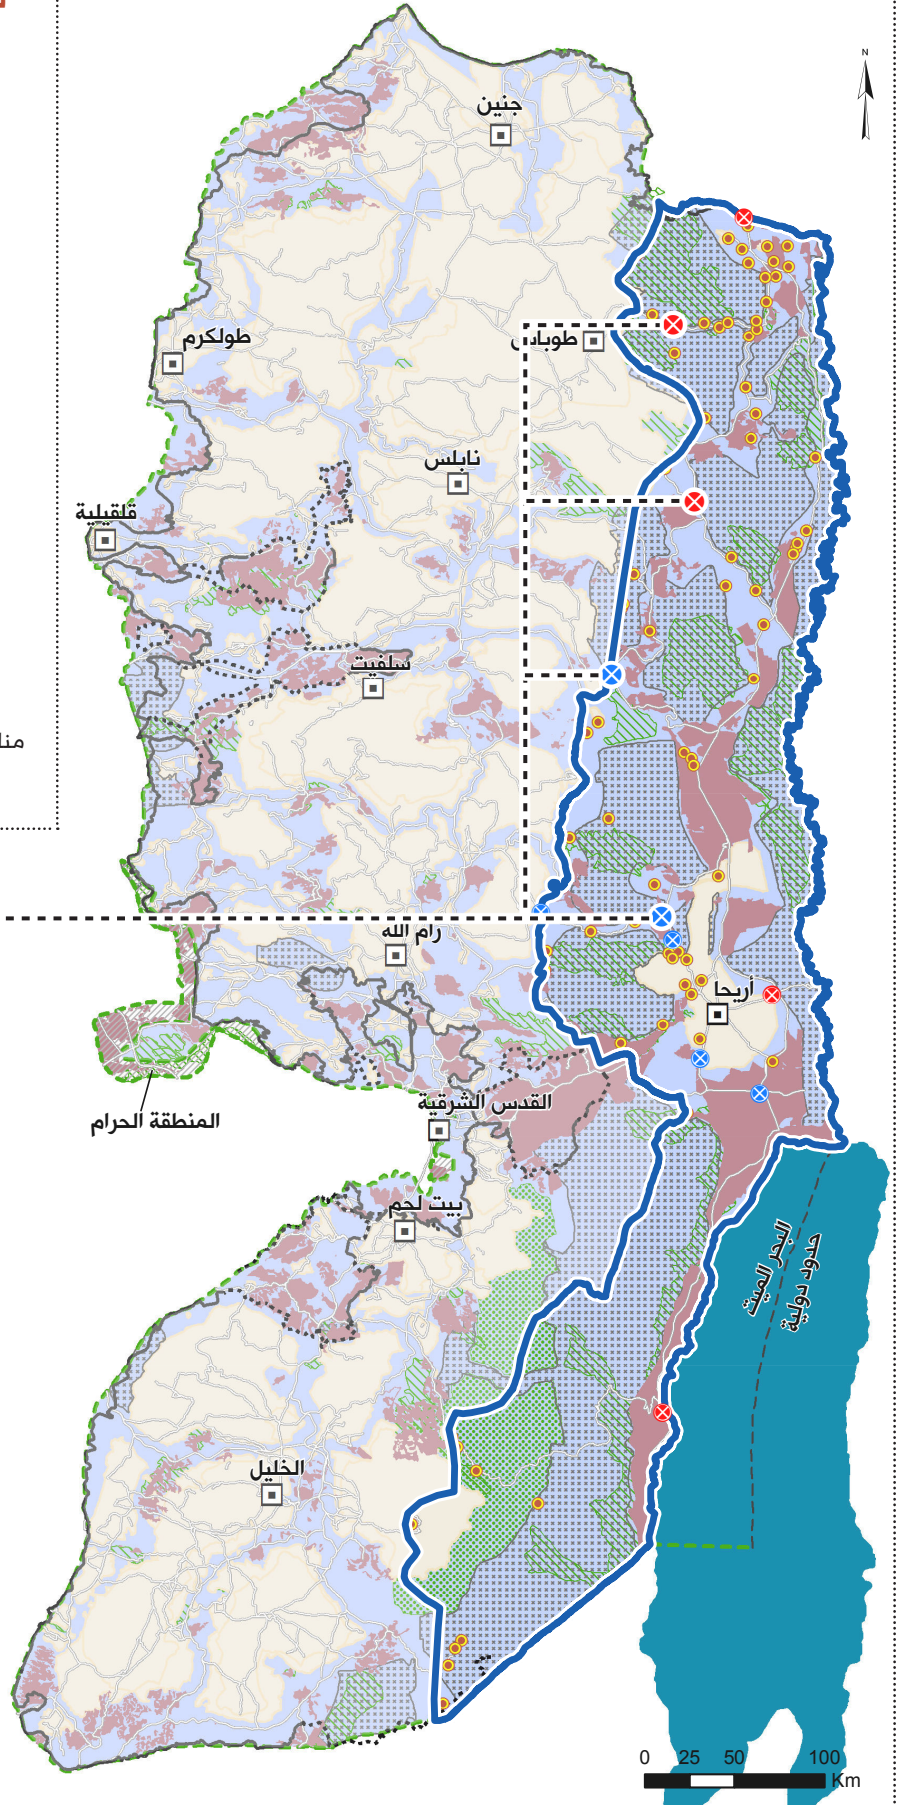 N
جنين
طولكرم
طوباس
نابلس
قلقيلية
سلفيت
رام الله
أريحا
القدس الشرقية
المنطقة الحرام
بيت لحم
البحر الميت
حدود دولية
الخليل
0 25 50 100
Km